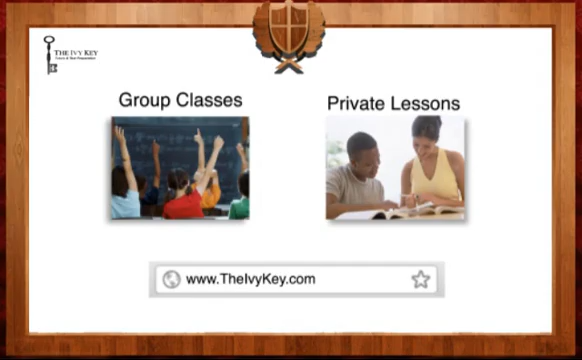 THE IVY KEY
Group Classes
Private Lessons
www.TheIvyKey.com